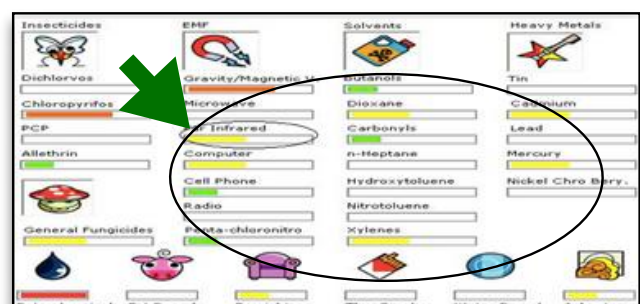 Insecticides EMF Solvents Heavy Metals
Dichlorvos Gravity/Magnetic Butanols Tin
Chloropyrifos Microwave Dioxane Cadmium
PCP Far Infrared Carbonyls Lead
Allethrin Computer n-Heptane Mercury
Cell Phone Hydroxytoluene Nickel Chro Bery.
Radio Nitrotoluene
General Fungicides Penta-chloronitro Xylenes